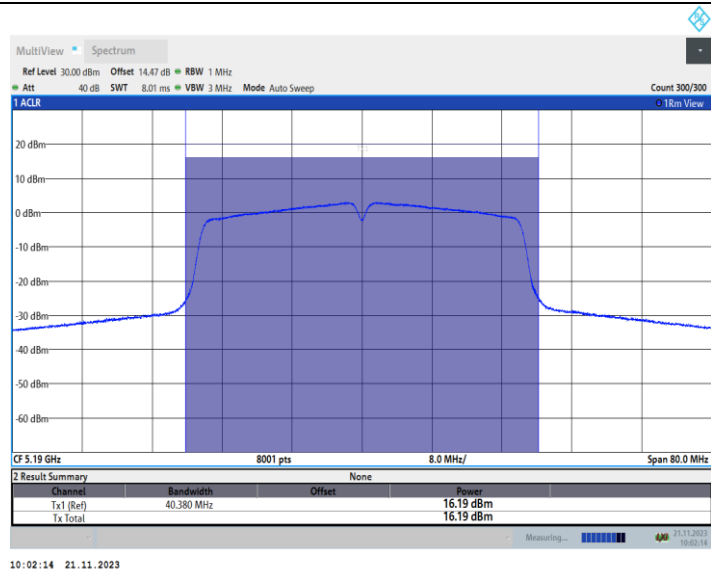 MultiView Spectrum
Ref Level 30.00 dBm Offset 14.47 dB RBW 1 MHz
Att 40 dB SWT 8.01 ms VBW 3 MHz Mode Auto Sweep Count 300/300
1 ACLR 1Rm View
20 dBm
10 dBm
0 dBm
-10 dBm
-20 dBm
-30 dBm
-40 dBm
-50 dBm
-60 dBm
CF 5.19 GHz 8001 pts 8.0 MHz/ Span 80.0 MHz
2 Result Summary None
Channel Bandwidth Offset Power
Tx1 (Ref) 40.380 MHz 16.19 dBm
Tx Total 16.19 dBm
Measuring... 21.11.2023
10:02:14
10:02:14 21.11.2023